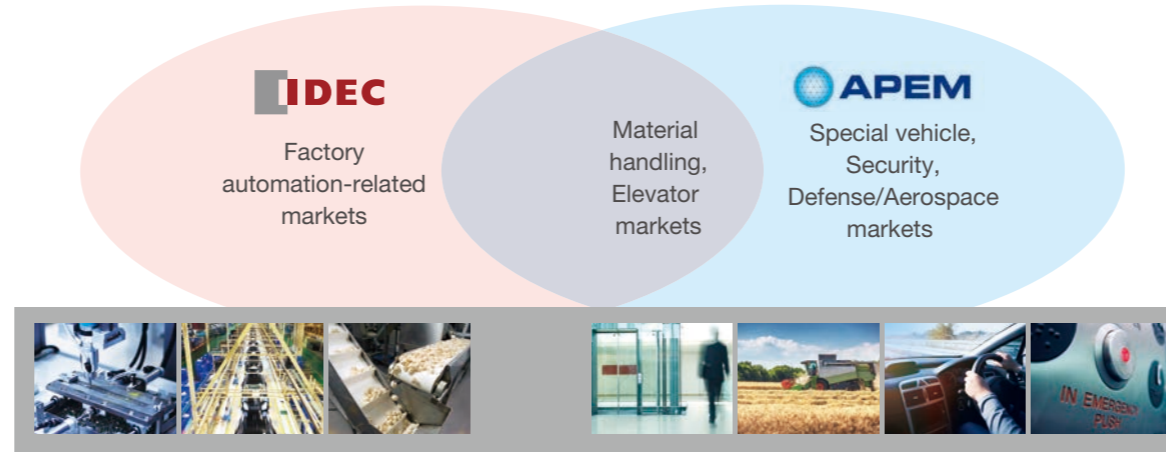 IDEC
Factory
automation-related
markets
Material
handling,
Elevator
markets
APEM
Special vehicle,
Security,
Defense/Aerospace
markets
IN EMERGENCY
PUSH